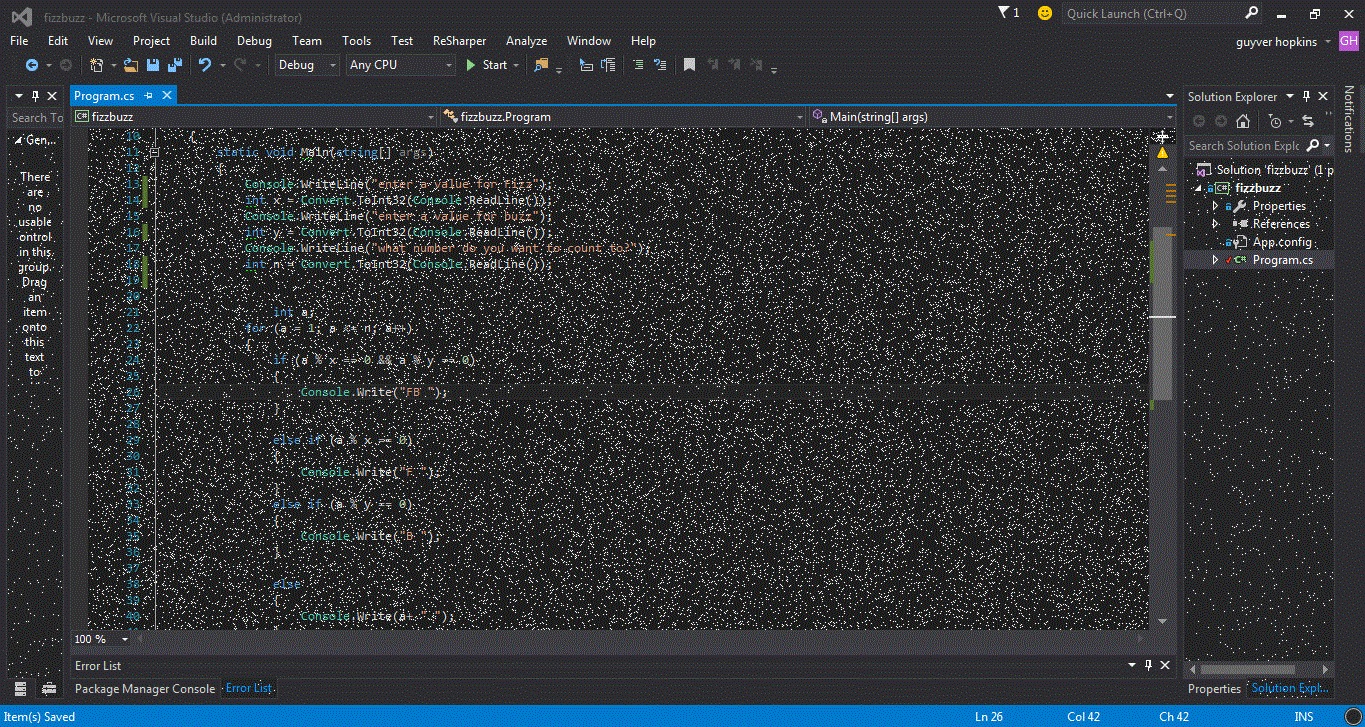 fizzbuzz - Microsoft Visual Studio (Administrator)
1
Quick Launch (Ctrl+Q)
File Edit View Project Build Debug Team Tools Test ReSharper Analyze Window Help
guyver hopkins GH
Debug Any CPU Start
Program.cs
Search To
fizzbuzz fizzbuzz.Program Main(string[] args)
Gen...
There
are
no
usable
ontrol
in this
group.
Drag
an
item
onto
this
text
to
10 {
11 static void Main(string[] args)
12 {
13 Console.WriteLine("enter a value for fizz");
14 int x = Convert.ToInt32(Console.ReadLine());
15 Console.WriteLine("enter a value for buzz");
16 int y = Convert.ToInt32(Console.ReadLine());
17 Console.WriteLine("what number do you want to count to?");
18 int n = Convert.ToInt32(Console.ReadLine());
19
20
21 int a;
22 for (a = 1; a <= n; a++)
23 {
24 if (a % x == 0 && a % y == 0)
25 {
26 Console.Write("FB ");
27 }
28
29 else if (a % x == 0)
30 {
31 Console.Write("F ");
32 }
33 else if (a % y == 0)
34 {
35 Console.Write("B ");
36 }
37
38 else
39 {
40 Console.Write(a+" ");
100 %
Error List
Package Manager Console Error List
Solution Explorer
Search Solution Explc
Solution 'fizzbuzz' (1 p
fizzbuzz
Properties
References
App.config
Program.cs
Properties Solution Expl...
Notifications
Item(s) Saved Ln 26 Col 42 Ch 42 INS